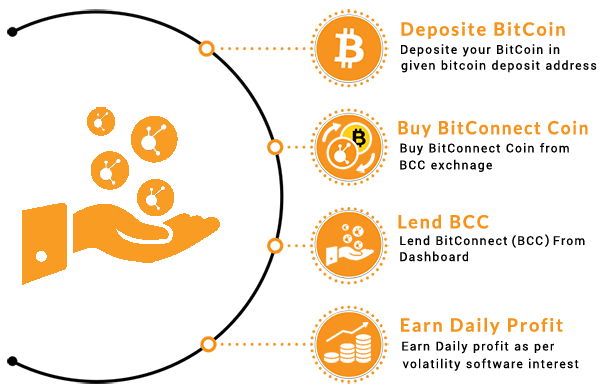 Deposite BitCoin
Deposite your BitCoin in
given bitcoin deposit address
Buy BitConnect Coin
Buy BitConnect Coin from
BCC exchnage
Lend BCC
Lend BitConnect (BCC) From
Dashboard
Earn Daily Profit
Earn Daily profit as per
volatility software interest